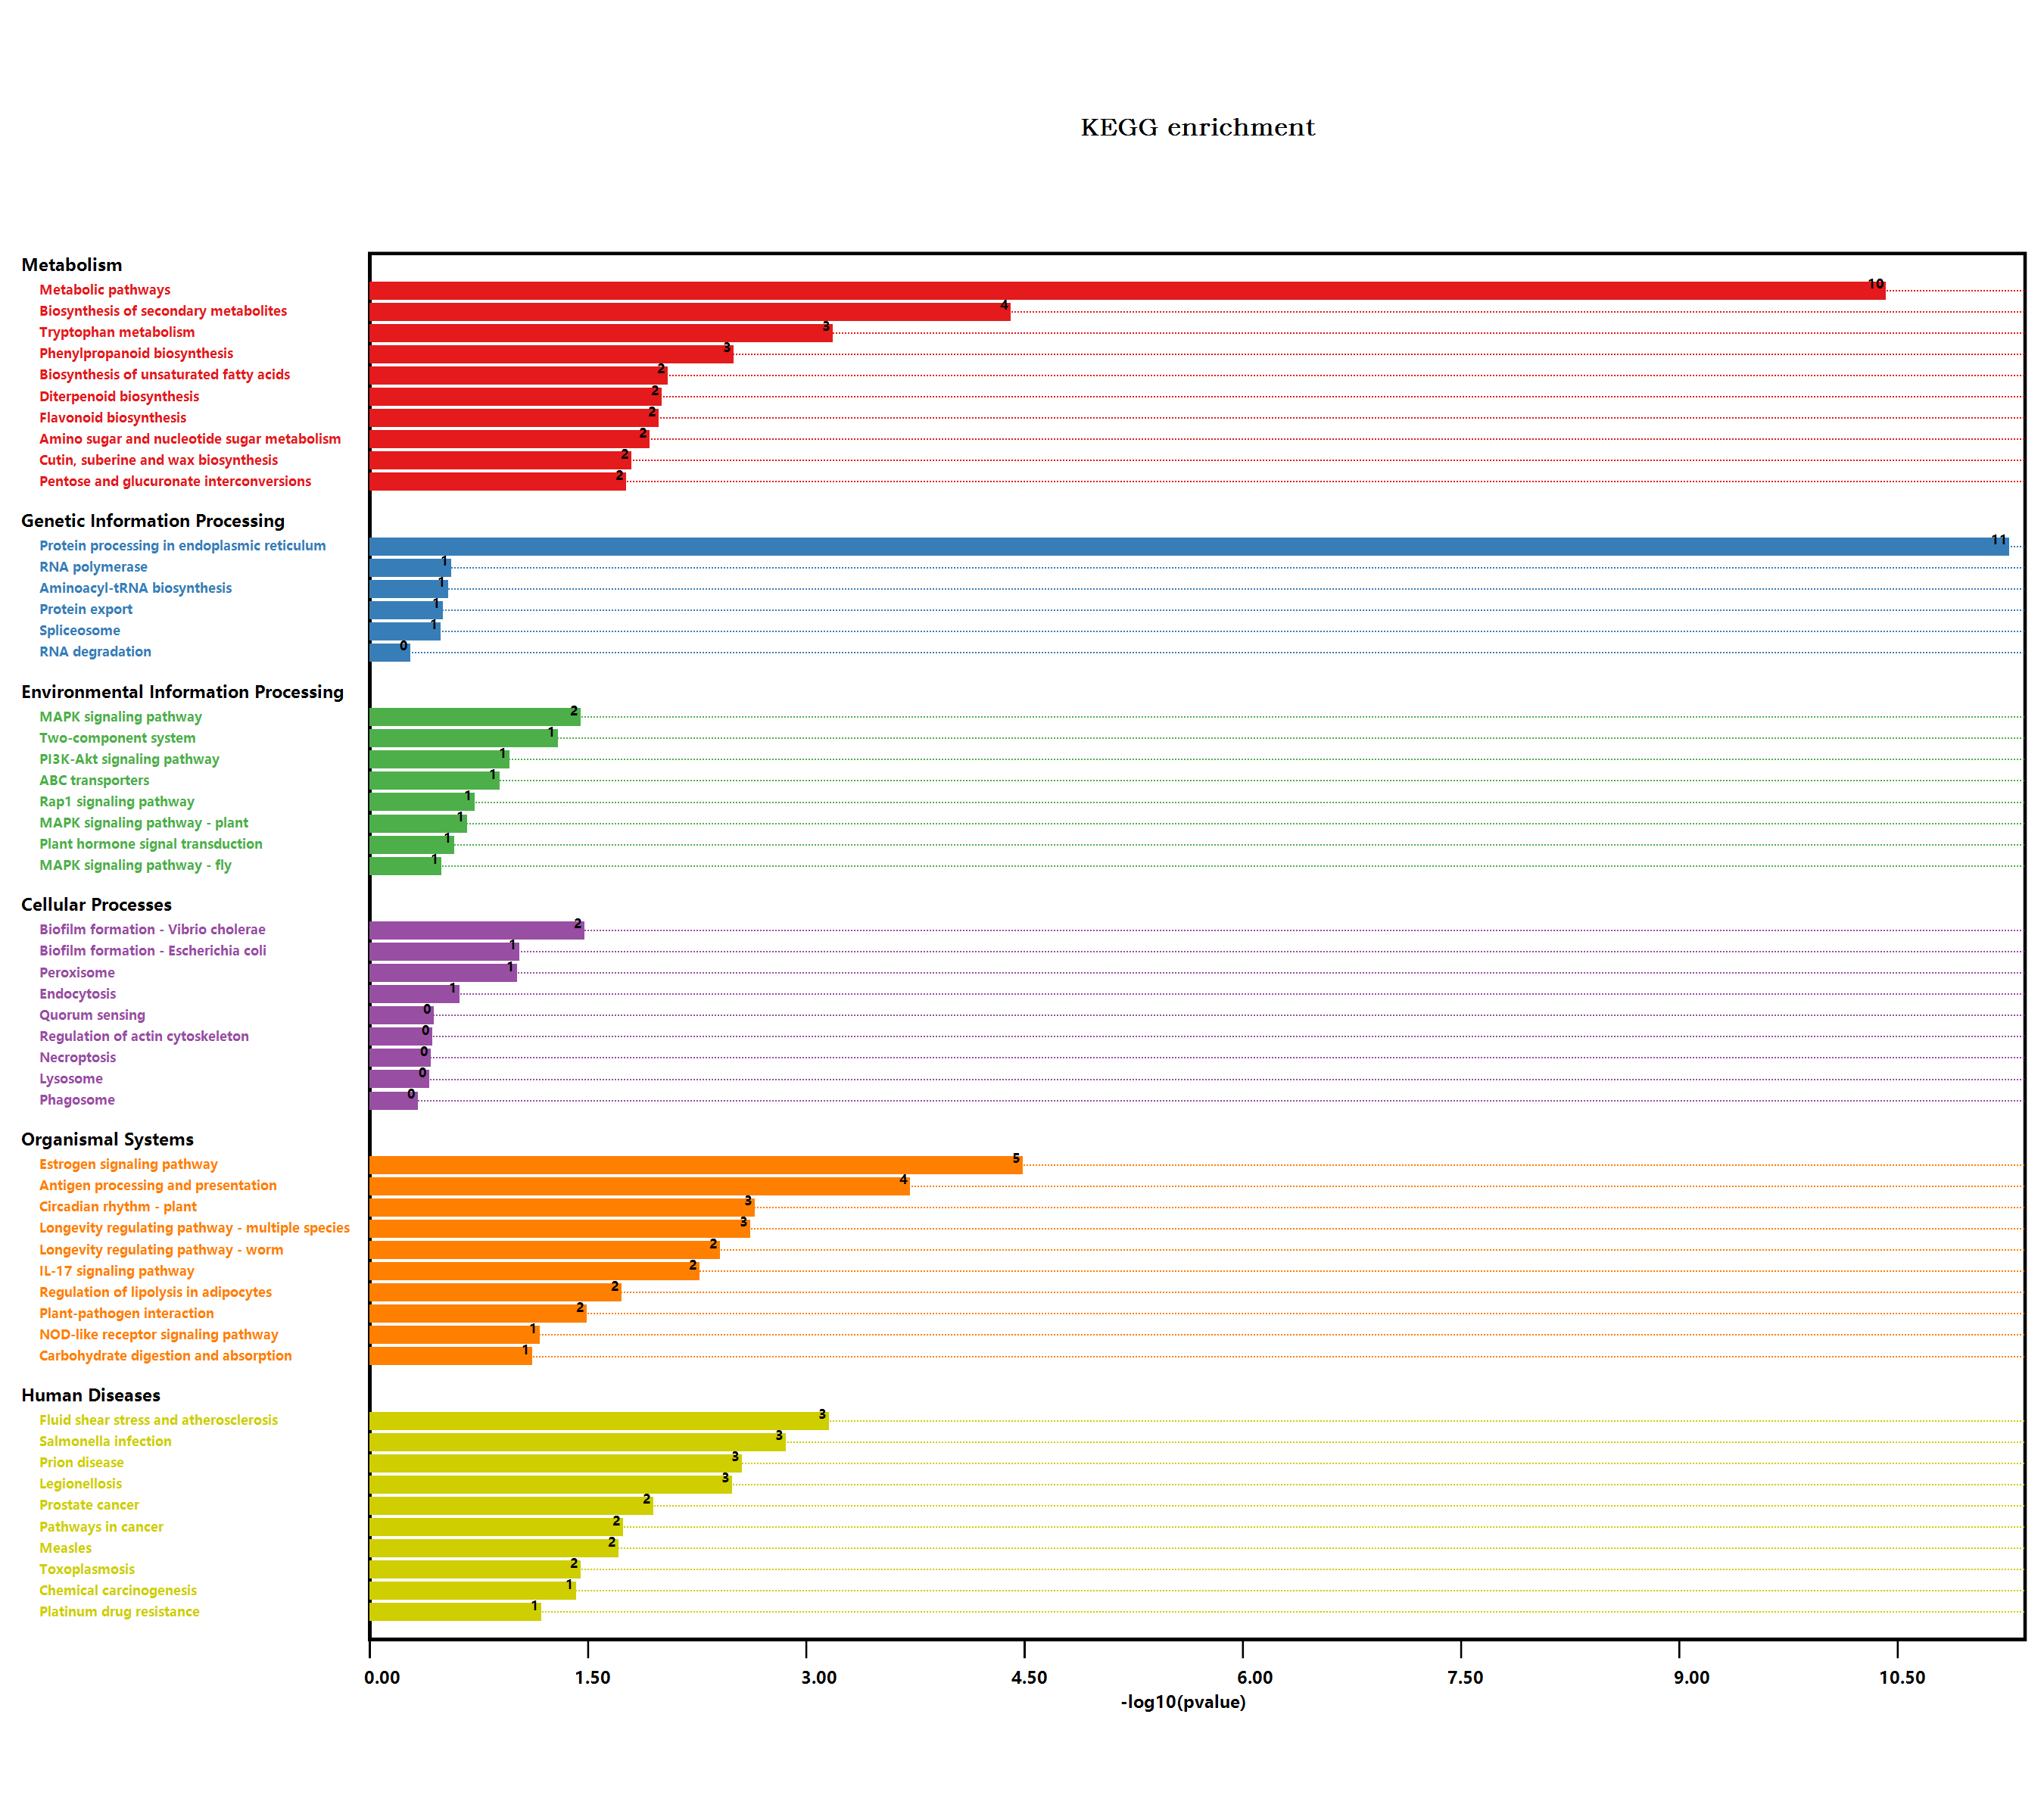 KEGG enrichment
Metabolism
Metabolic pathways 10
Biosynthesis of secondary metabolites 4
Tryptophan metabolism 3
Phenylpropanoid biosynthesis 3
Biosynthesis of unsaturated fatty acids 2
Diterpenoid biosynthesis 2
Flavonoid biosynthesis 2
Amino sugar and nucleotide sugar metabolism 2
Cutin, suberine and wax biosynthesis 2
Pentose and glucuronate interconversions 2
Genetic Information Processing
Protein processing in endoplasmic reticulum 11
RNA polymerase 1
Aminoacyl-tRNA biosynthesis 1
Protein export 1
Spliceosome 1
RNA degradation 0
Environmental Information Processing
MAPK signaling pathway 2
Two-component system 1
PI3K-Akt signaling pathway 1
ABC transporters 1
Rap1 signaling pathway 1
MAPK signaling pathway - plant 1
Plant hormone signal transduction 1
MAPK signaling pathway - fly 1
Cellular Processes
Biofilm formation - Vibrio cholerae 2
Biofilm formation - Escherichia coli 1
Peroxisome 1
Endocytosis 1
Quorum sensing 0
Regulation of actin cytoskeleton 0
Necroptosis 0
Lysosome 0
Phagosome 0
Organismal Systems
Estrogen signaling pathway 5
Antigen processing and presentation 4
Circadian rhythm - plant 3
Longevity regulating pathway - multiple species 3
Longevity regulating pathway - worm 2
IL-17 signaling pathway 2
Regulation of lipolysis in adipocytes 2
Plant-pathogen interaction 2
NOD-like receptor signaling pathway 1
Carbohydrate digestion and absorption 1
Human Diseases
Fluid shear stress and atherosclerosis 3
Salmonella infection 3
Prion disease 3
Legionellosis 3
Prostate cancer 2
Pathways in cancer 2
Measles 2
Toxoplasmosis 2
Chemical carcinogenesis 1
Platinum drug resistance 1
0.00 1.50 3.00 4.50 6.00 7.50 9.00 10.50
-log10(pvalue)